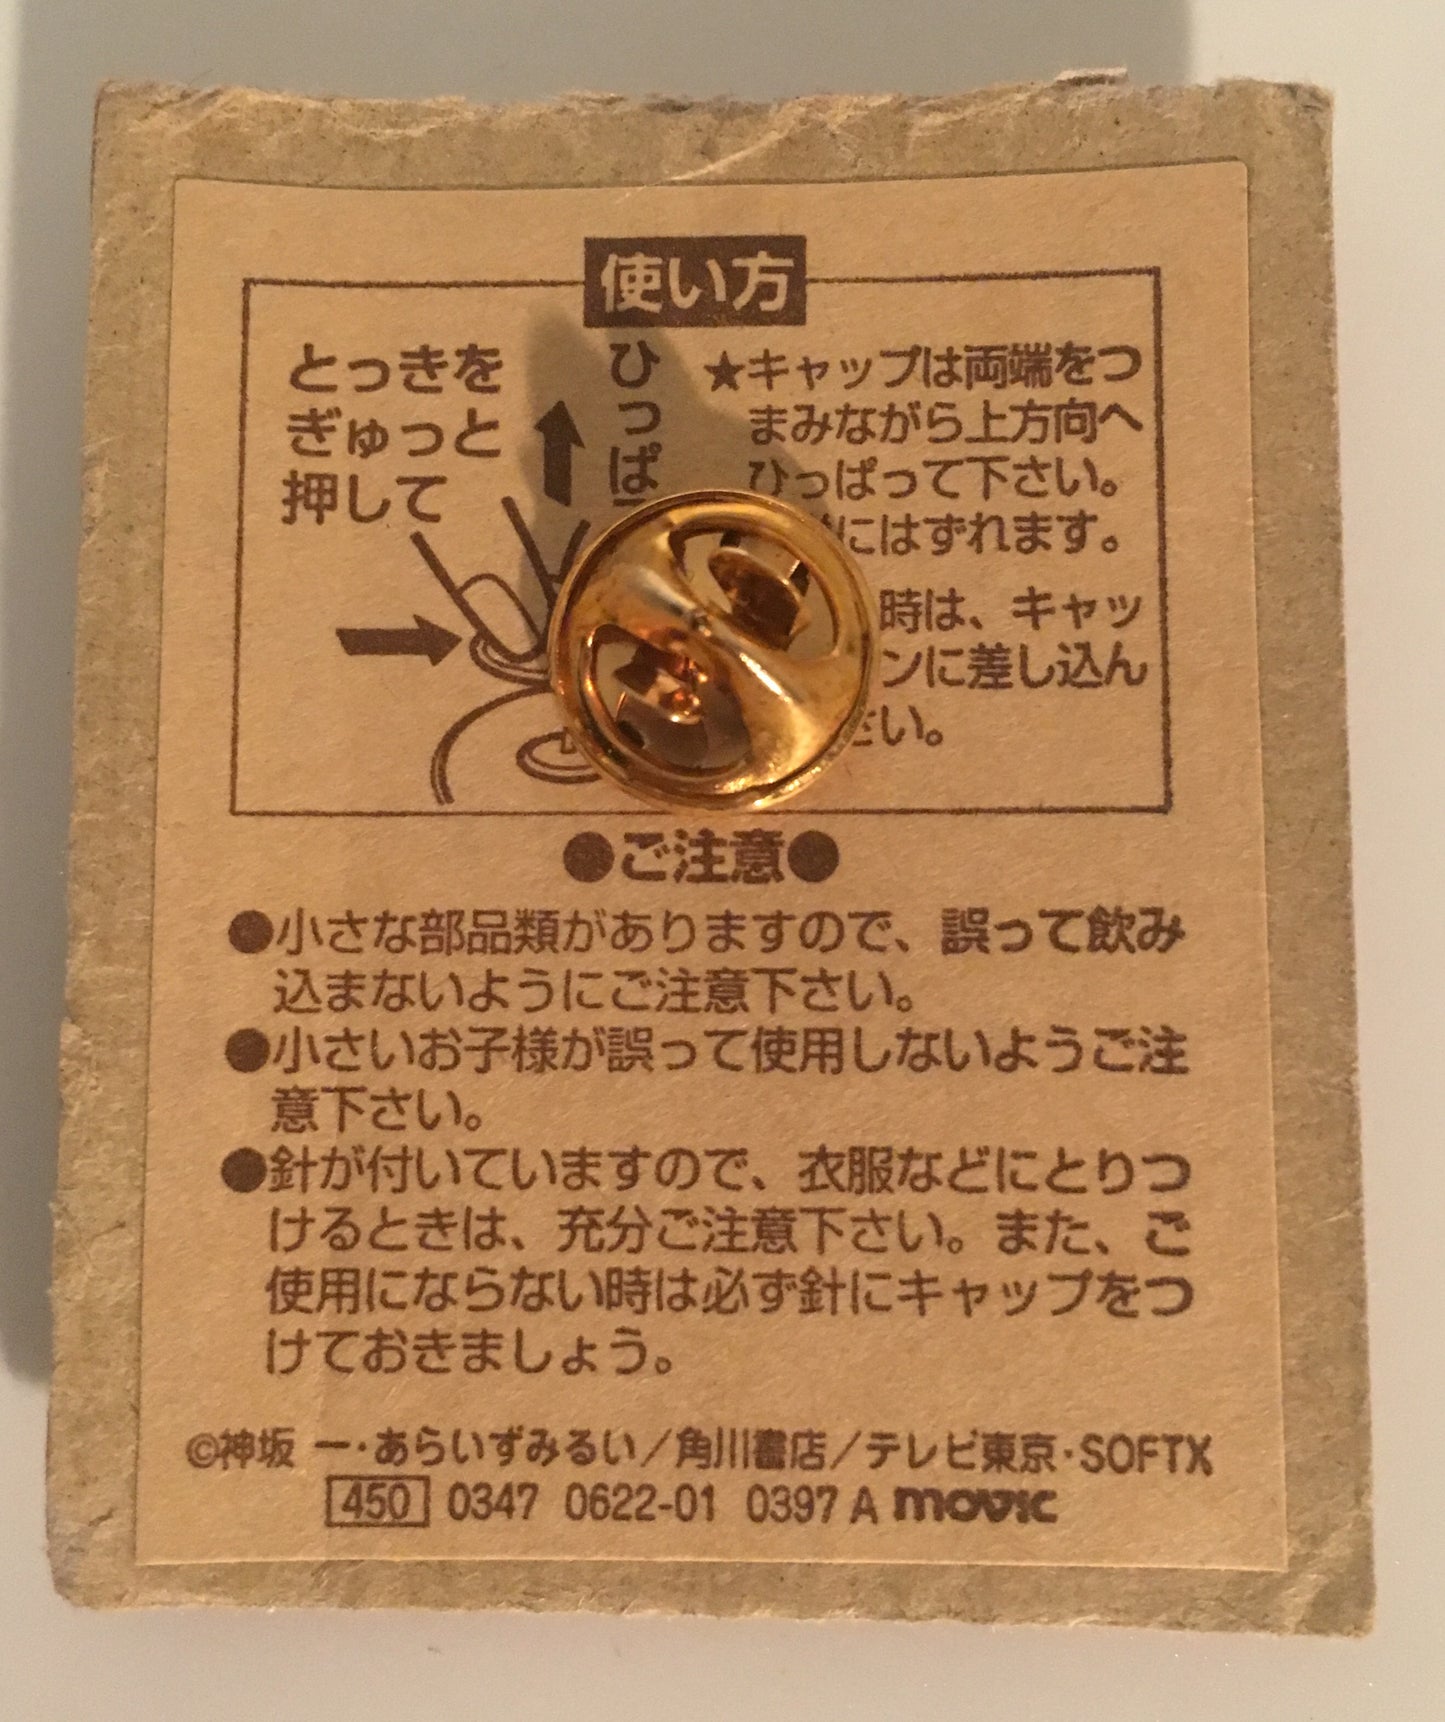 使い方
とっきを
ぎゅっと
押して
ひっぱ
★キャップは両端をつ
まみながら上方向へ
ひっぱって下さい。
にはずれます。
時は、キャッ
ンに差し込ん
さい。
●ご注意●
●小さな部品類がありますので、誤って飲み
込まないようにご注意下さい。
●小さいお子様が誤って使用しないようご注
意下さい。
●針が付いていますので、衣服などにとりつ
けるときは、充分ご注意下さい。また、ご
使用にならない時は必ず針にキャップをつ
けておきましょう。
©神坂 一・あらいずみるい/角川書店/テレビ東京・SOFTX
450 0347 0622-01 0397 A movic